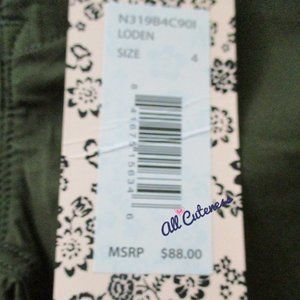 N319B4C90I
LODEN
SIZE 4
All Cuteness
MSRP $88.00